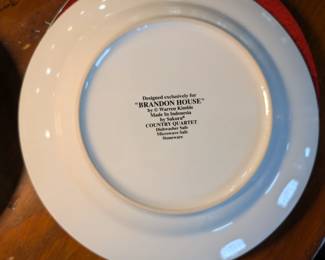 Designed exclusively for
"BRANDON HOUSE"
by © Warren Kimble
Made In Indonesia
by Sakura®
COUNTRY QUARTET
Dishwasher Safe
Microwave Safe
Stoneware